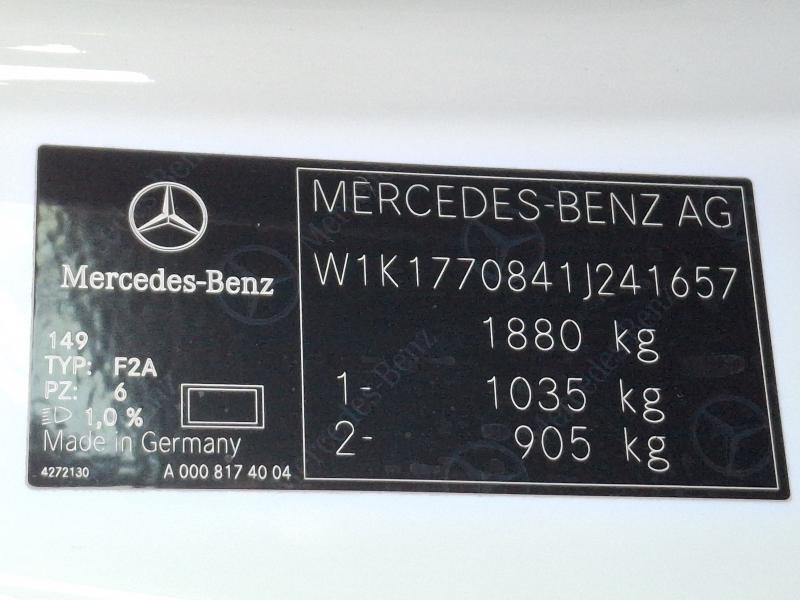 Mercedes-Benz
149
TYP: F2A
PZ: 6
1,0 %
Made in Germany
4272130 A 000 817 40 04
MERCEDES-BENZ AG
W1K1770841J241657
1880 kg
1- 1035 kg
2- 905 kg